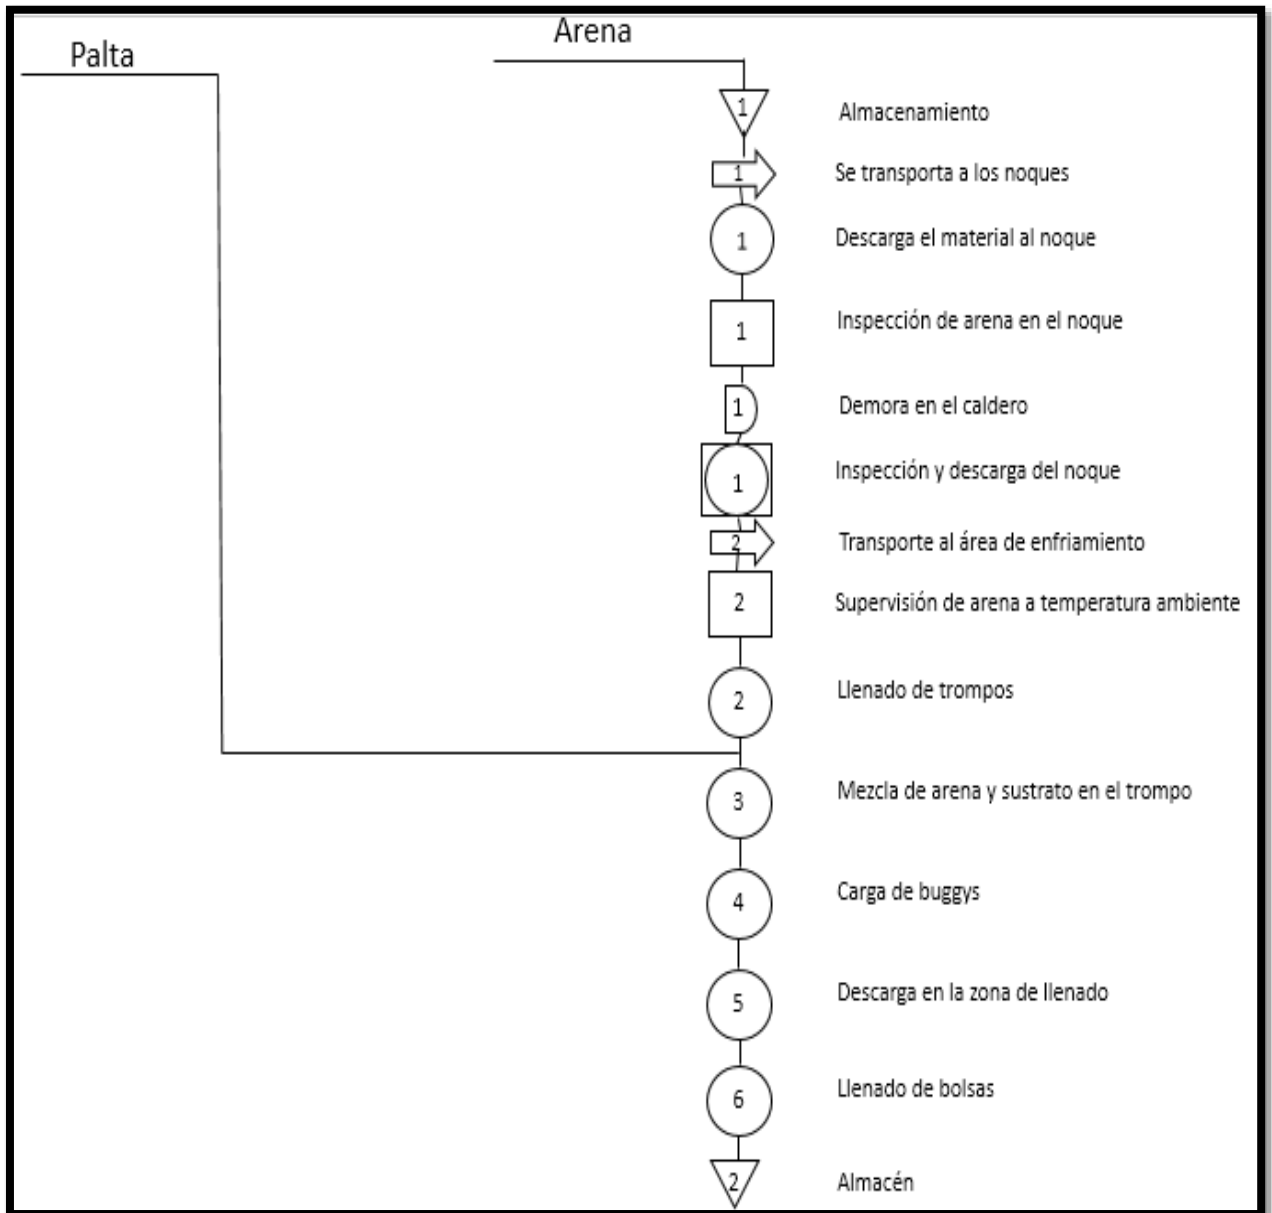 Arena
Palta
1 Almacenamiento
1 Se transporta a los noques
1 Descarga el material al noque
1 Inspección de arena en el noque
1 Demora en el caldero
1 Inspección y descarga del noque
2 Transporte al área de enfriamiento
2 Supervisión de arena a temperatura ambiente
2 Llenado de trompos
3 Mezcla de arena y sustrato en el trompo
4 Carga de buggys
5 Descarga en la zona de llenado
6 Llenado de bolsas
2 Almacén